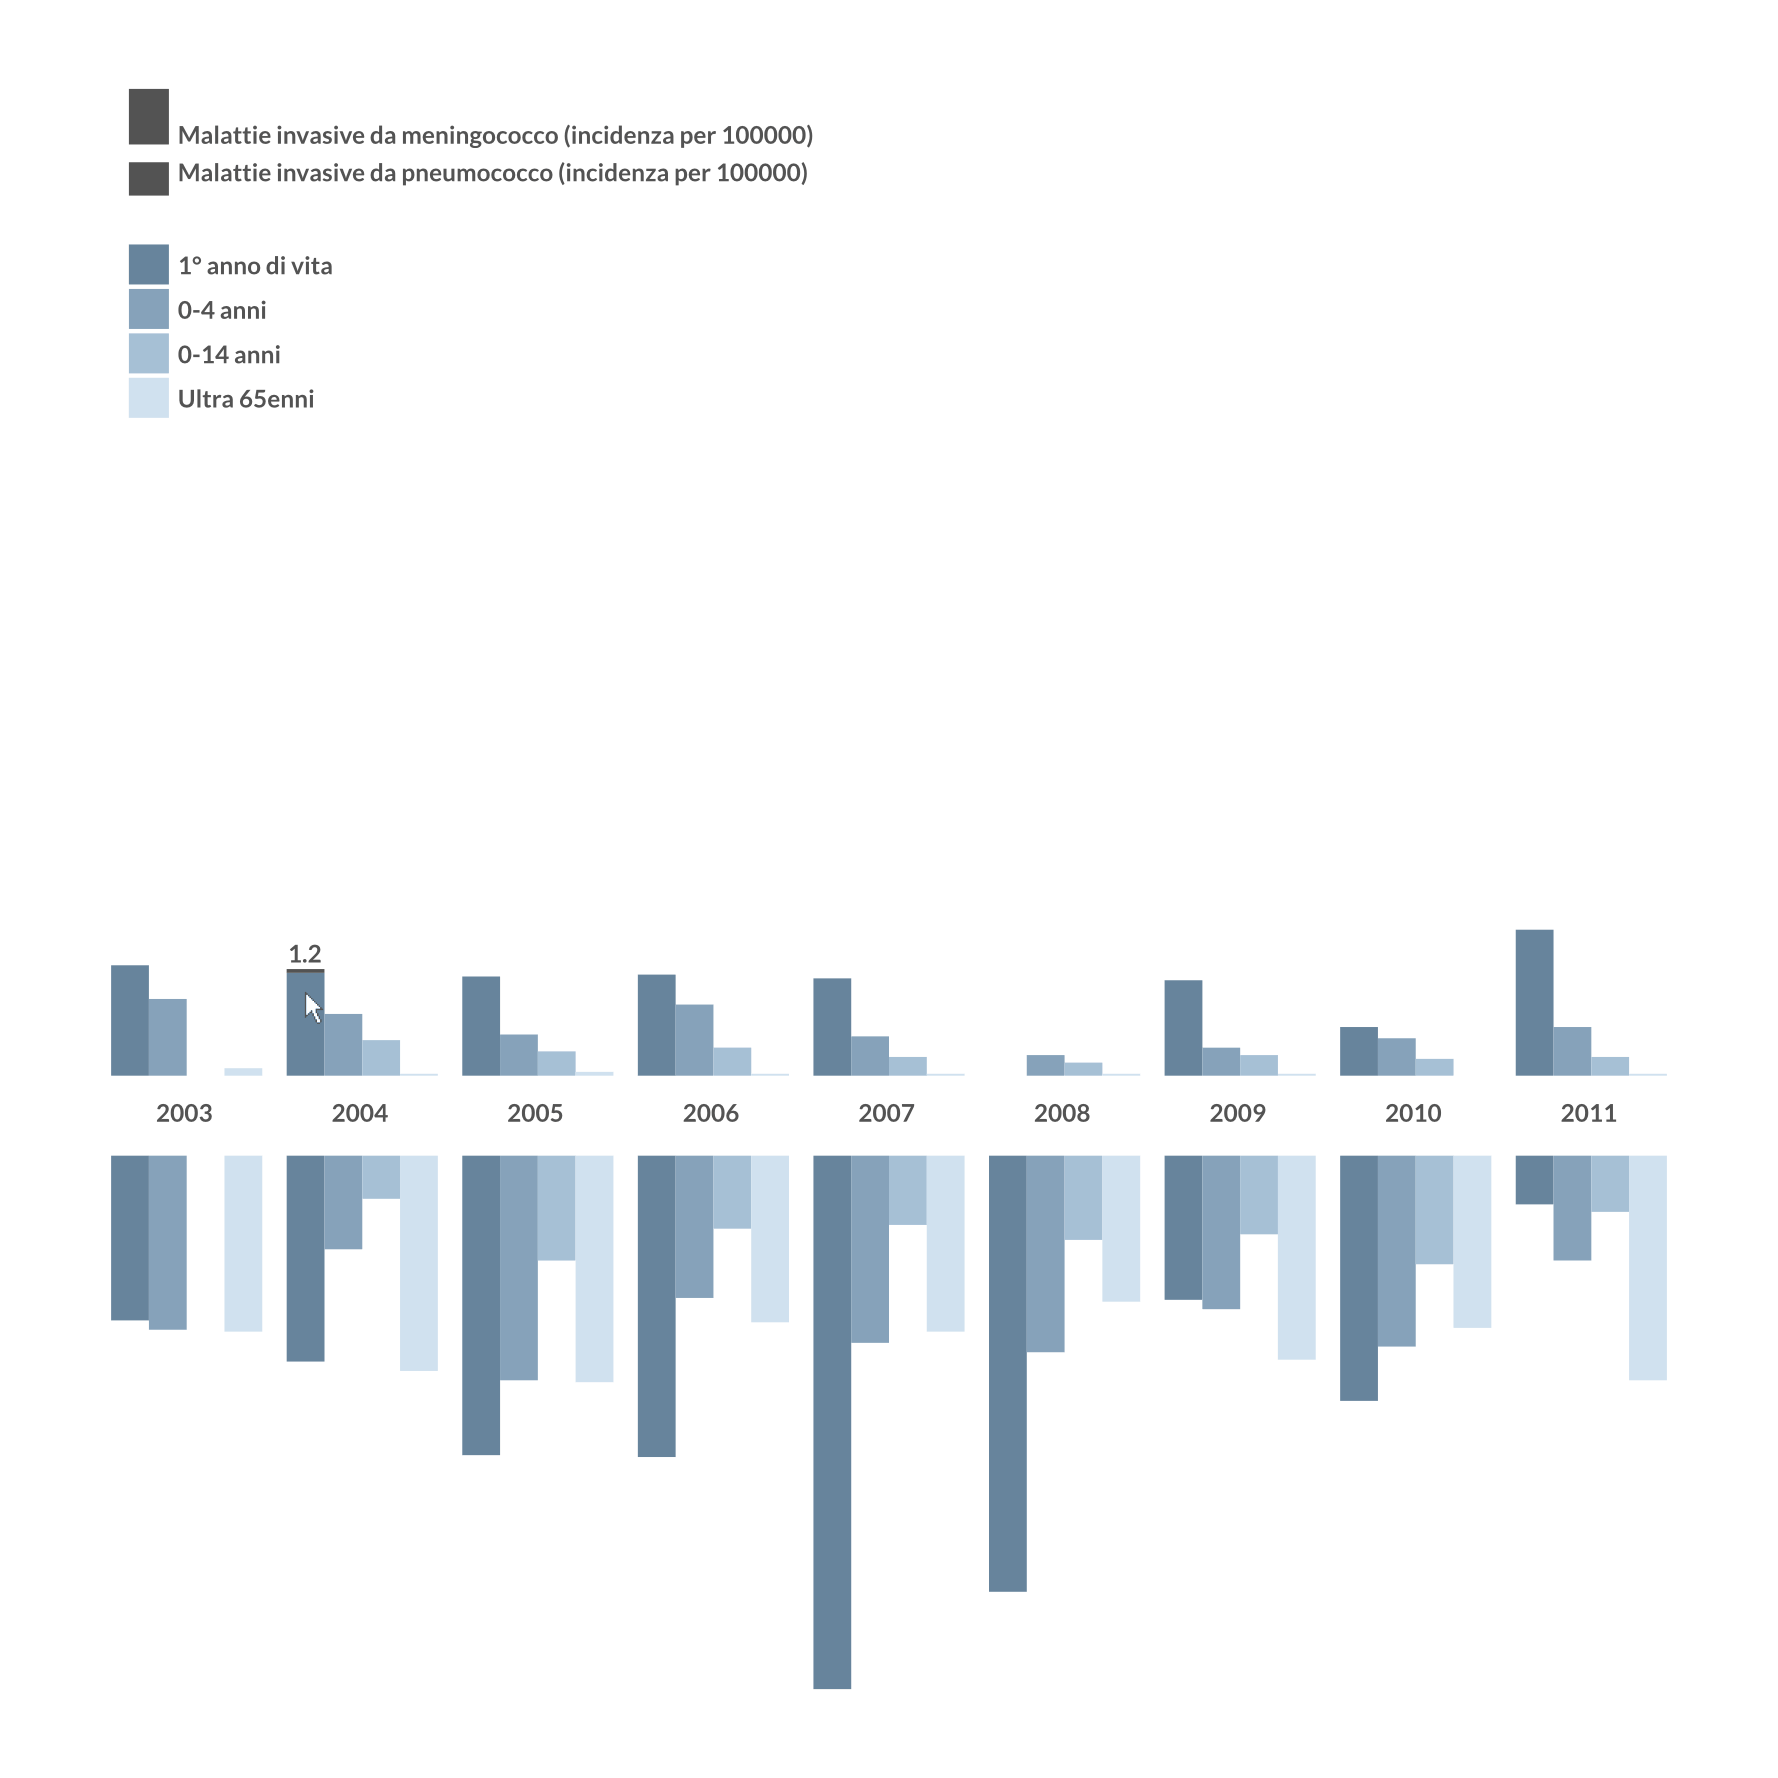 Malattie invasive da meningococco (incidenza per 100000)
Malattie invasive da pneumococco (incidenza per 100000)
1° anno di vita
0-4 anni
0-14 anni
Ultra 65enni
1.2
2003 2004 2005 2006 2007 2008 2009 2010 2011